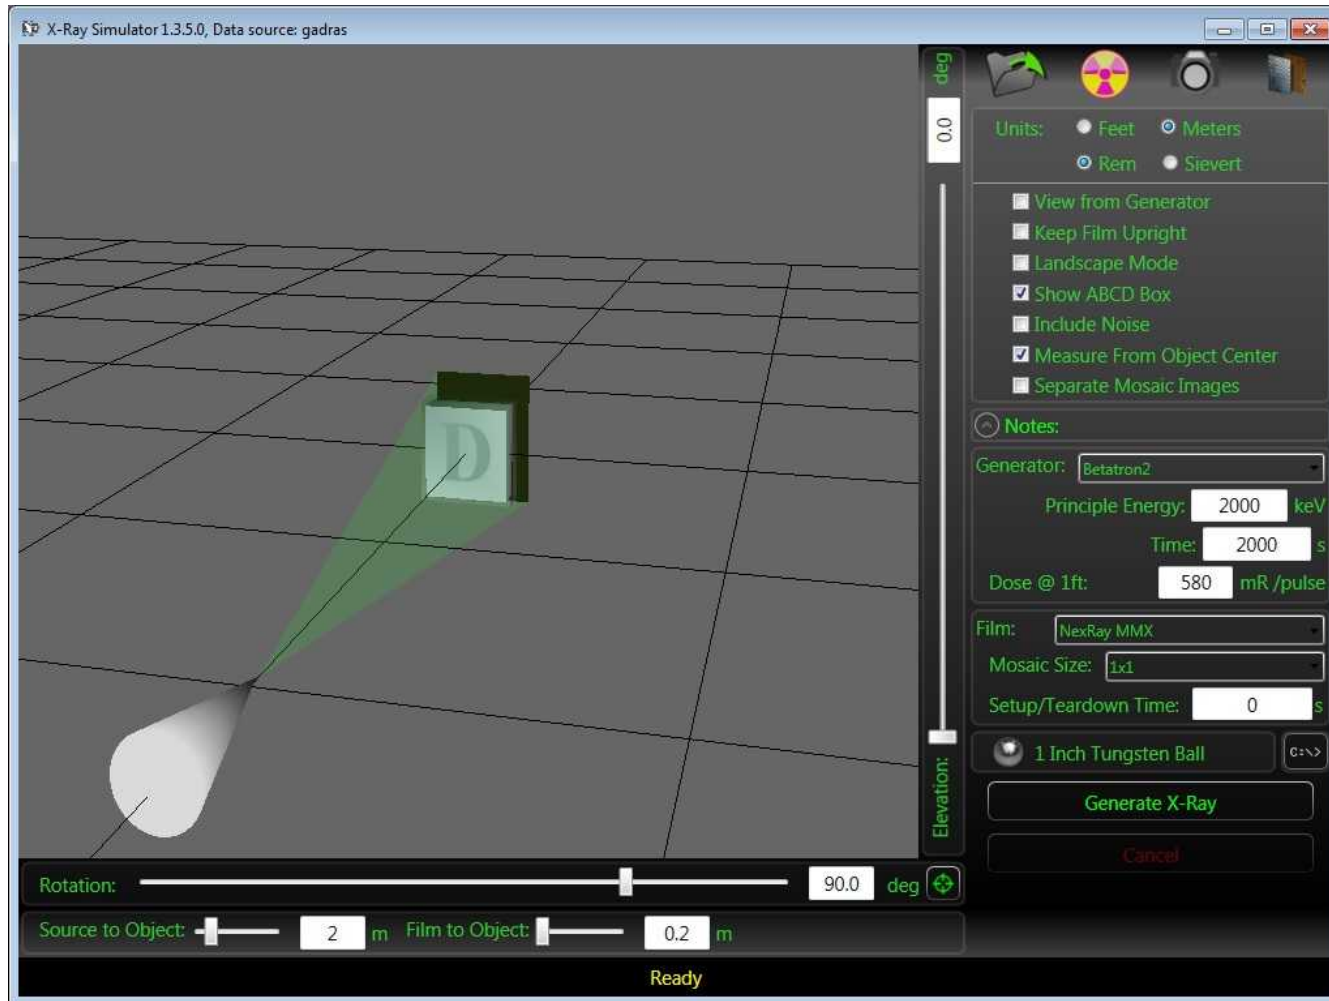 X-Ray Simulator 1.3.5.0, Data source: gadras
deg
0.0
Elevation:
Units: Feet Meters
Rem Sievert
View from Generator
Keep Film Upright
Landscape Mode
Show ABCD Box
Include Noise
Measure From Object Center
Separate Mosaic Images
Notes:
Generator: Betatron2
Principle Energy: 2000 keV
Time: 2000 s
Dose @ 1ft: 580 mR /pulse
Film: NexRay MMX
Mosaic Size: 1x1
Setup/Teardown Time: 0 s
1 Inch Tungsten Ball C:\>
Generate X-Ray
Cancel
D
Rotation: 90.0 deg
Source to Object: 2 m Film to Object: 0.2 m
Ready